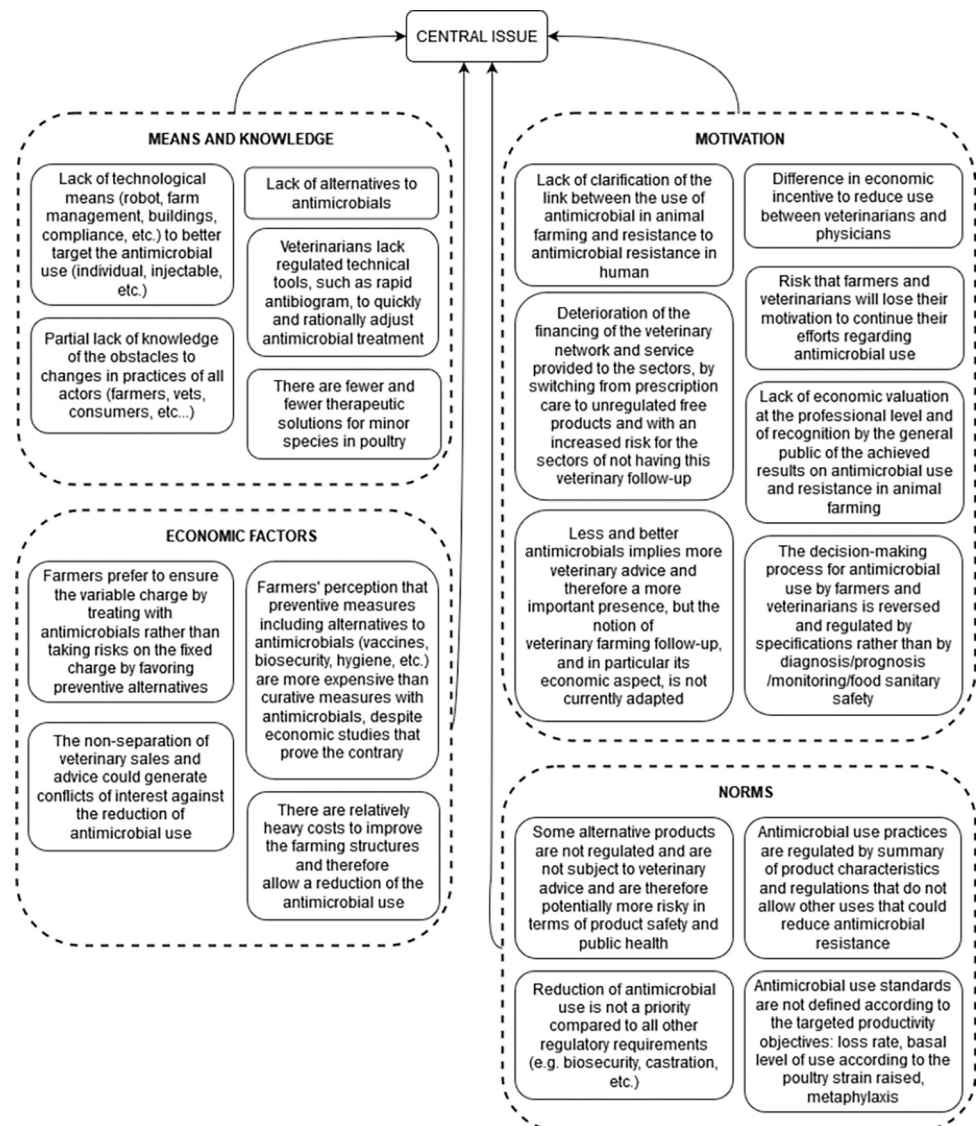 CENTRAL ISSUE
MEANS AND KNOWLEDGE
Lack of technological
means (robot, farm
management, buildings,
compliance, etc.) to better
target the antimicrobial
use (individual, injectable,
etc.)
Lack of alternatives to
antimicrobials
Veterinarians lack
regulated technical
tools, such as rapid
antibiogram, to quickly
and rationally adjust
antimicrobial treatment
Partial lack of knowledge
of the obstacles to
changes in practices of all
actors (farmers, vets,
consumers, etc...)
There are fewer and
fewer therapeutic
solutions for minor
species in poultry
ECONOMIC FACTORS
Farmers prefer to ensure
the variable charge by
treating with
antimicrobials rather than
taking risks on the fixed
charge by favoring
preventive alternatives
Farmers' perception that
preventive measures
including alternatives to
antimicrobials (vaccines,
biosecurity, hygiene, etc.)
are more expensive than
curative measures with
antimicrobials, despite
economic studies that
prove the contrary
The non-separation of
veterinary sales and
advice could generate
conflicts of interest against
the reduction of
antimicrobial use
There are relatively
heavy costs to improve
the farming structures
and therefore
allow a reduction of the
antimicrobial use
MOTIVATION
Lack of clarification of the
link between the use of
antimicrobial in animal
farming and resistance to
antimicrobial resistance in
human
Difference in economic
incentive to reduce use
between veterinarians and
physicians
Deterioration of the
financing of the veterinary
network and service
provided to the sectors, by
switching from prescription
care to unregulated free
products and with an
increased risk for the
sectors of not having this
veterinary follow-up
Risk that farmers and
veterinarians will lose their
motivation to continue their
efforts regarding
antimicrobial use
Lack of economic valuation
at the professional level and
of recognition by the general
public of the achieved
results on antimicrobial use
and resistance in animal
farming
Less and better
antimicrobials implies more
veterinary advice and
therefore a more
important presence, but the
notion of
veterinary farming follow-up,
and in particular its
economic aspect, is not
currently adapted
The decision-making
process for antimicrobial
use by farmers and
veterinarians is reversed
and regulated by
specifications rather than by
diagnosis/prognosis
/monitoring/food sanitary
safety
NORMS
Some alternative products
are not regulated and are
not subject to veterinary
advice and are therefore
potentially more risky in
terms of product safety and
public health
Antimicrobial use practices
are regulated by summary
of product characteristics
and regulations that do not
allow other uses that could
reduce antimicrobial
resistance
Reduction of antimicrobial
use is not a priority
compared to all other
regulatory requirements
(e.g. biosecurity, castration,
etc.)
Antimicrobial use standards
are not defined according to
the targeted productivity
objectives: loss rate, basal
level of use according to the
poultry strain raised,
metaphylaxis